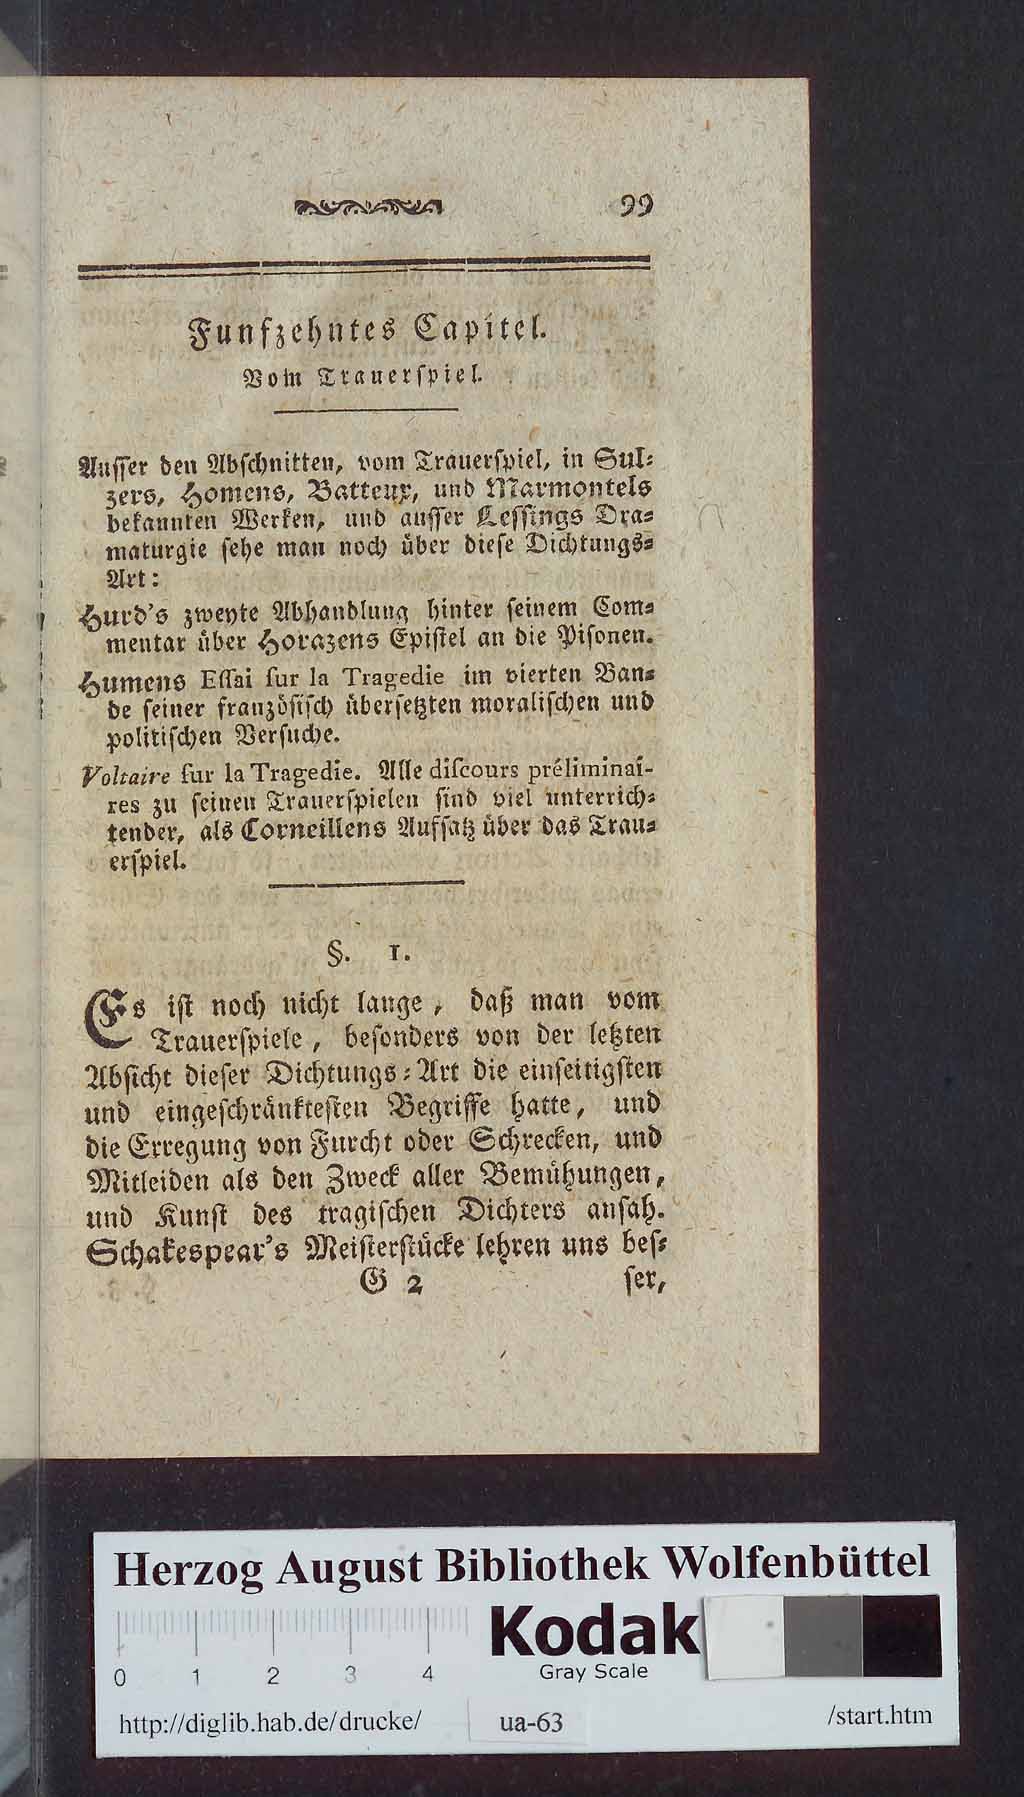 99
Funfzehntes Capitel.
Vom Trauerspiel.
Ausser den Abschnitten, vom Trauerspiel, in Sul⸗
zers, Homens, Batteux, und Marmontels
bekannten Werken, und ausser Lessings Dra⸗
maturgie sehe man noch über diese Dichtungs⸗
Art:
Hurd's zweyte Abhandlung hinter seinem Com⸗
mentar über Horazens Epistel an die Pisonen.
Humens Essai sur la Tragedie im vierten Ban⸗
de seiner französisch übersetzten moralischen und
politischen Versuche.
Voltaire sur la Tragedie. Alle discours préliminai-
res zu seinen Trauerspielen sind viel unterrich⸗
tender, als Corneillens Aufsatz über das Trau⸗
erspiel.
§. 1.
Es ist noch nicht lange, daß man vom
Trauerspiele, besonders von der letzten
Absicht dieser Dichtungs⸗Art die einseitigsten
und eingeschränktesten Begriffe hatte, und
die Erregung von Furcht oder Schrecken, und
Mitleiden als den Zweck aller Bemühungen,
und Kunst des tragischen Dichters ansah.
Schakespear's Meisterstücke lehren uns bes⸗
G 2 ser,
Herzog August Bibliothek Wolfenbüttel
Kodak
Gray Scale
0 1 2 3 4
http://diglib.hab.de/drucke/ ua-63 /start.htm